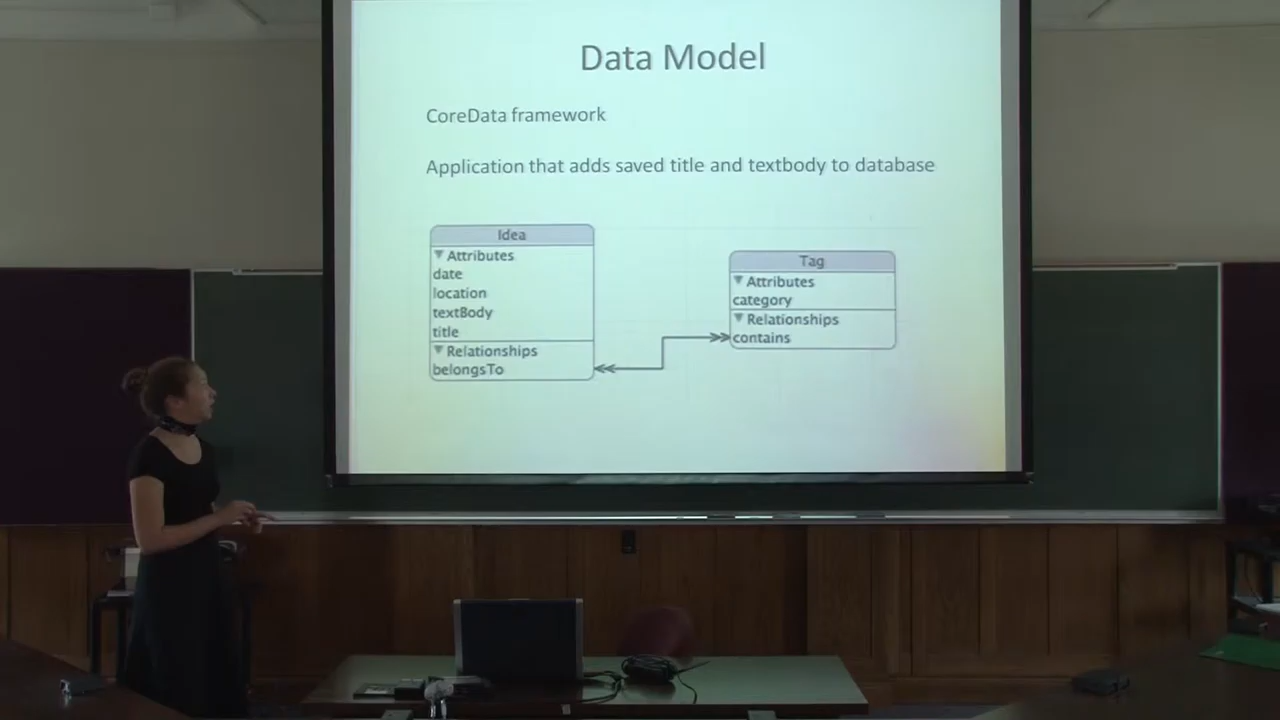 Data Model
CoreData framework
Application that adds saved title and textbody to database
Idea
Attributes
date
location
textBody
title
Relationships
belongsTo
Tag
Attributes
category
Relationships
contains